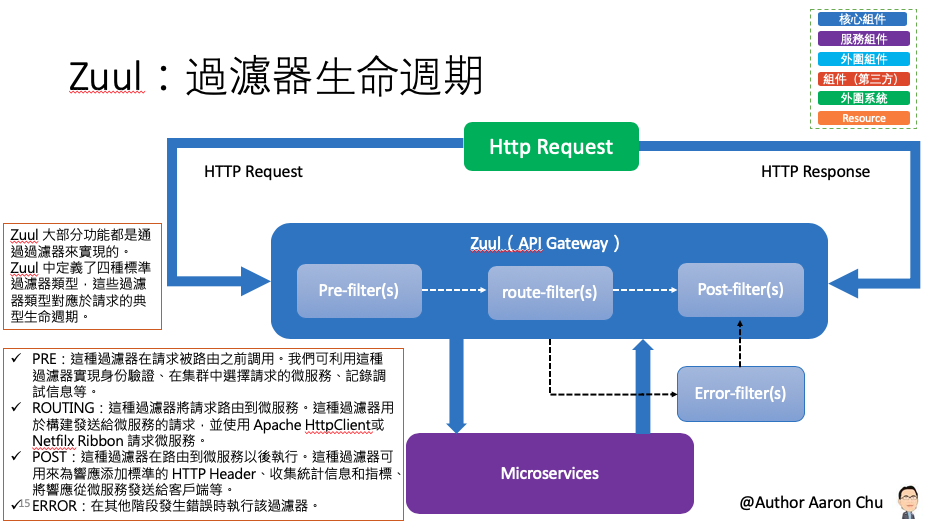 Zuul：過濾器生命週期
核心組件
服務組件
外圍組件
組件（第三方）
外圍系統
Resource
Http Request
HTTP Request
HTTP Response
Zuul 大部分功能都是通
過過濾器來實現的。
Zuul 中定義了四種標準
過濾器類型，這些過濾
器類型對應於請求的典
型生命週期。
Zuul（API Gateway）
Pre-filter(s)
route-filter(s)
Post-filter(s)
Error-filter(s)
✓ PRE：這種過濾器在請求被路由之前調用。我們可利用這種
過濾器實現身份驗證、在集群中選擇請求的微服務、記錄調
試信息等。
✓ ROUTING：這種過濾器將請求路由到微服務。這種過濾器用
於構建發送給微服務的請求，並使用 Apache HttpClient或
Netfilx Ribbon 請求微服務。
✓ POST：這種過濾器在路由到微服務以後執行。這種過濾器可
用來為響應添加標準的 HTTP Header、收集統計信息和指標、
將響應從微服務發送給客戶端等。
✓ ERROR：在其他階段發生錯誤時執行該過濾器。
15
Microservices
@Author Aaron Chu